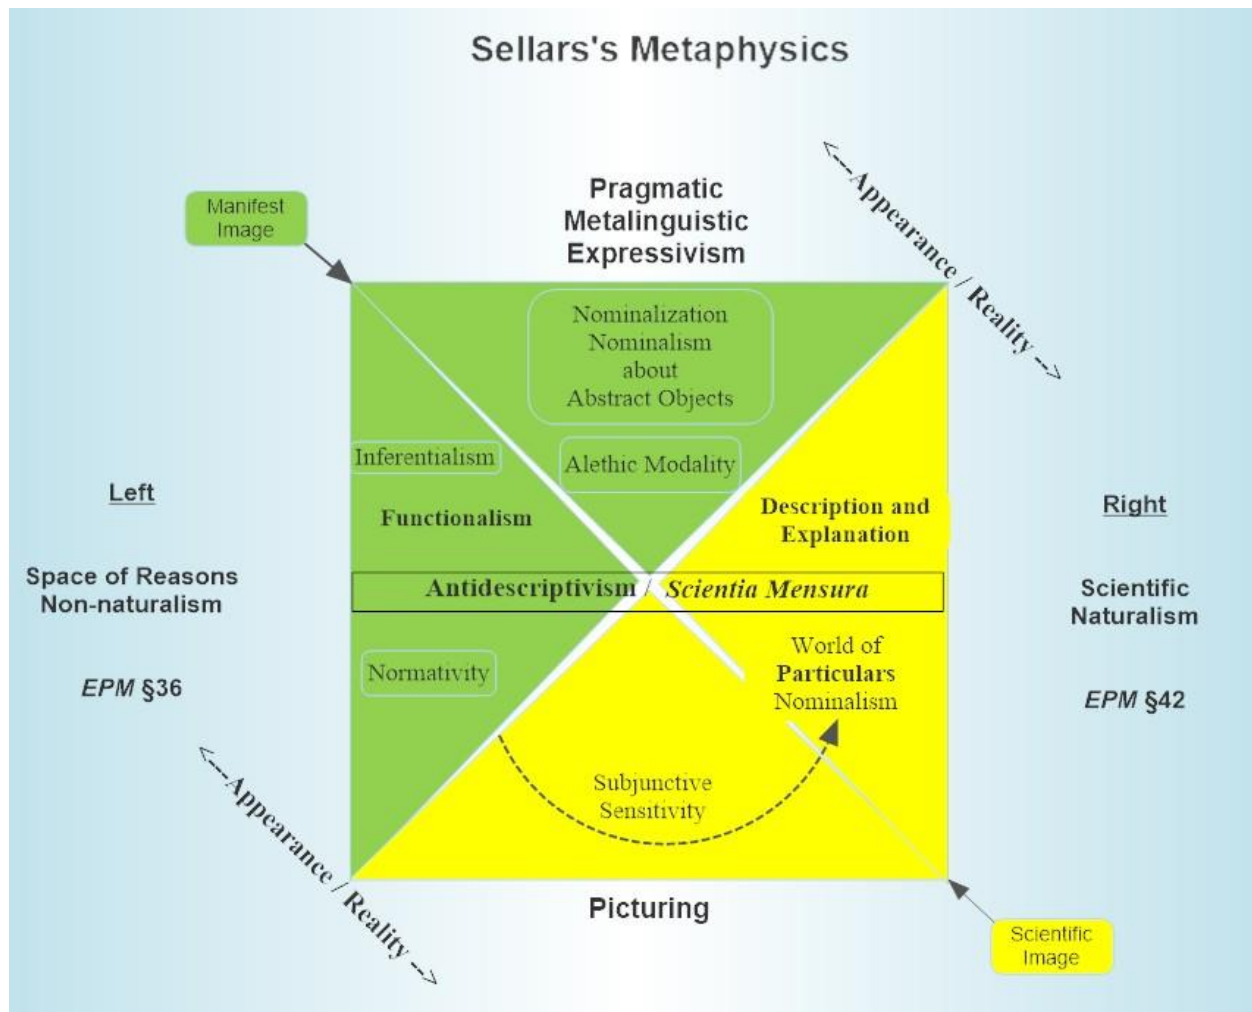 Sellars's Metaphysics
<----Appearance / Reality -->
Pragmatic
Metalinguistic
Expressivism
Manifest
Image
Nominalization
Nominalism
about
Abstract Objects
Inferentialism
Alethic Modality
Left
Functionalism
Description and
Explanation
Right
Space of Reasons
Non-naturalism
Antidescriptivism / Scientia Mensura
Scientific
Naturalism
EPM §36
Normativity
World of
Particulars
Nominalism
EPM §42
Subjunctive
Sensitivity
<----Appearance / Reality -->
Picturing
Scientific
Image